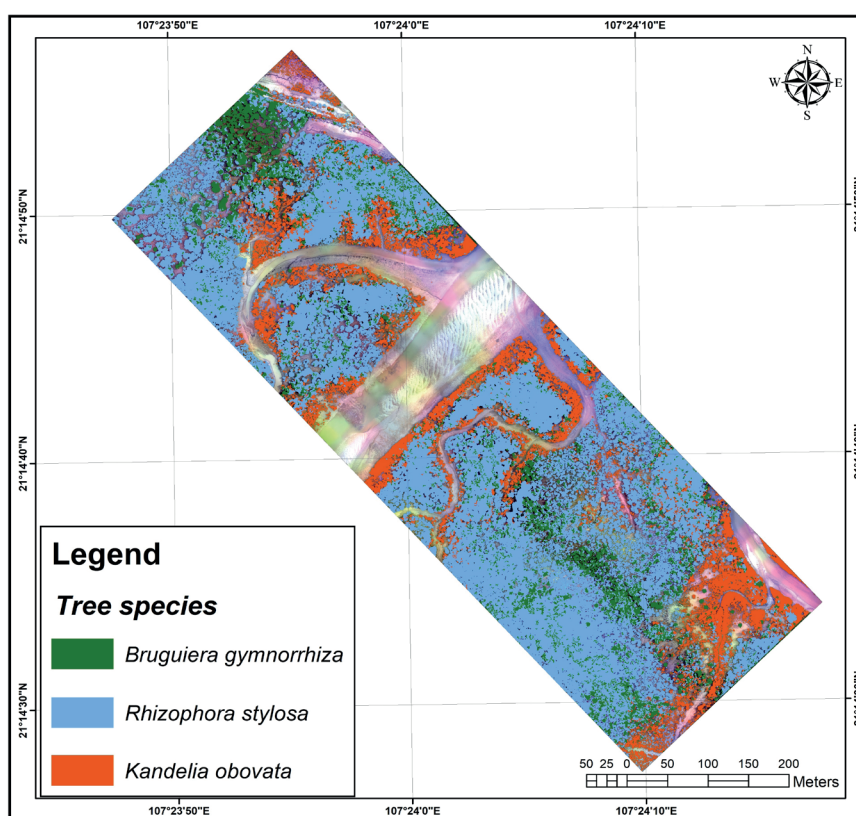 107°23'50"E 107°24'0"E 107°24'10"E
N
W E
S
21°14'50"N
21°14'40"N
21°14'30"N
Legend
Tree species
Bruguiera gymnorrhiza
Rhizophora stylosa
Kandelia obovata
50 25 0 50 100 150 200
Meters
107°23'50"E 107°24'0"E 107°24'10"E